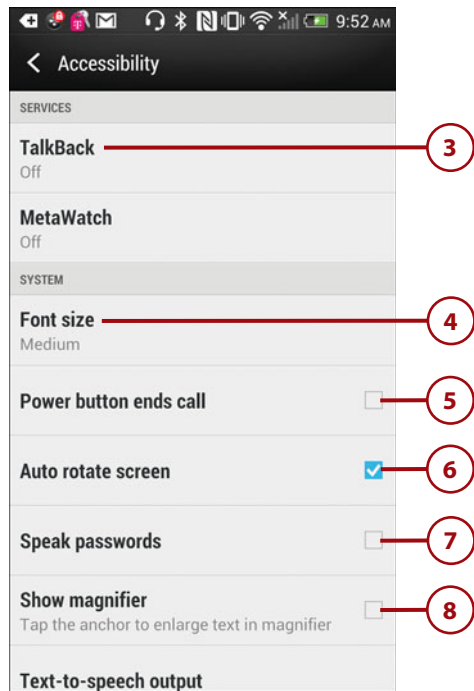 9:52 AM
Accessibility
SERVICES
TalkBack
3
Off
MetaWatch
Off
SYSTEM
Font size
4
Medium
Power button ends call
5
Auto rotate screen
6
Speak passwords
7
Show magnifier
8
Tap the anchor to enlarge text in magnifier
Text-to-speech output